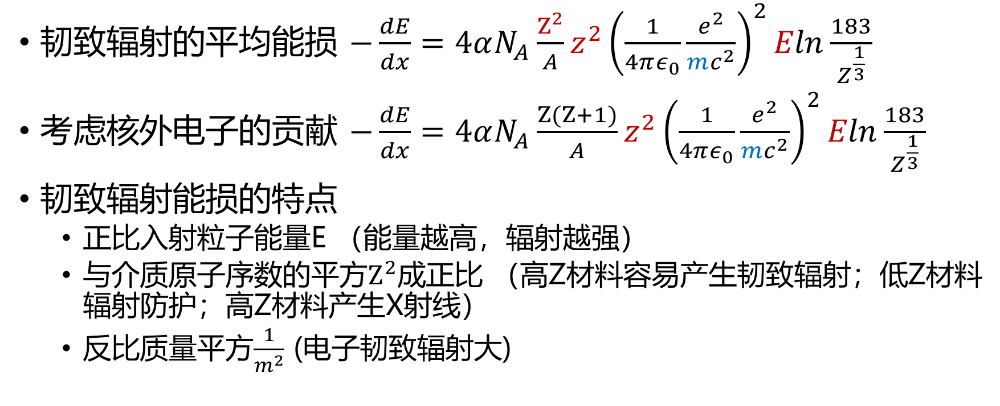 • 韧致辐射的平均能损 $-\frac{dE}{dx} = 4\alpha N_A \frac{Z^2}{A} z^2 \left(\frac{1}{4\pi\epsilon_0} \frac{e^2}{mc^2}\right)^2 E ln \frac{183}{Z^{\frac{1}{3}}}$
• 考虑核外电子的贡献 $-\frac{dE}{dx} = 4\alpha N_A \frac{Z(Z+1)}{A} z^2 \left(\frac{1}{4\pi\epsilon_0} \frac{e^2}{mc^2}\right)^2 E ln \frac{183}{Z^{\frac{1}{3}}}$
• 韧致辐射能损的特点
• 正比入射粒子能量E （能量越高，辐射越强）
• 与介质原子序数的平方$Z^2$成正比 （高Z材料容易产生韧致辐射；低Z材料
辐射防护；高Z材料产生X射线）
• 反比质量平方$\frac{1}{m^2}$ (电子韧致辐射大)